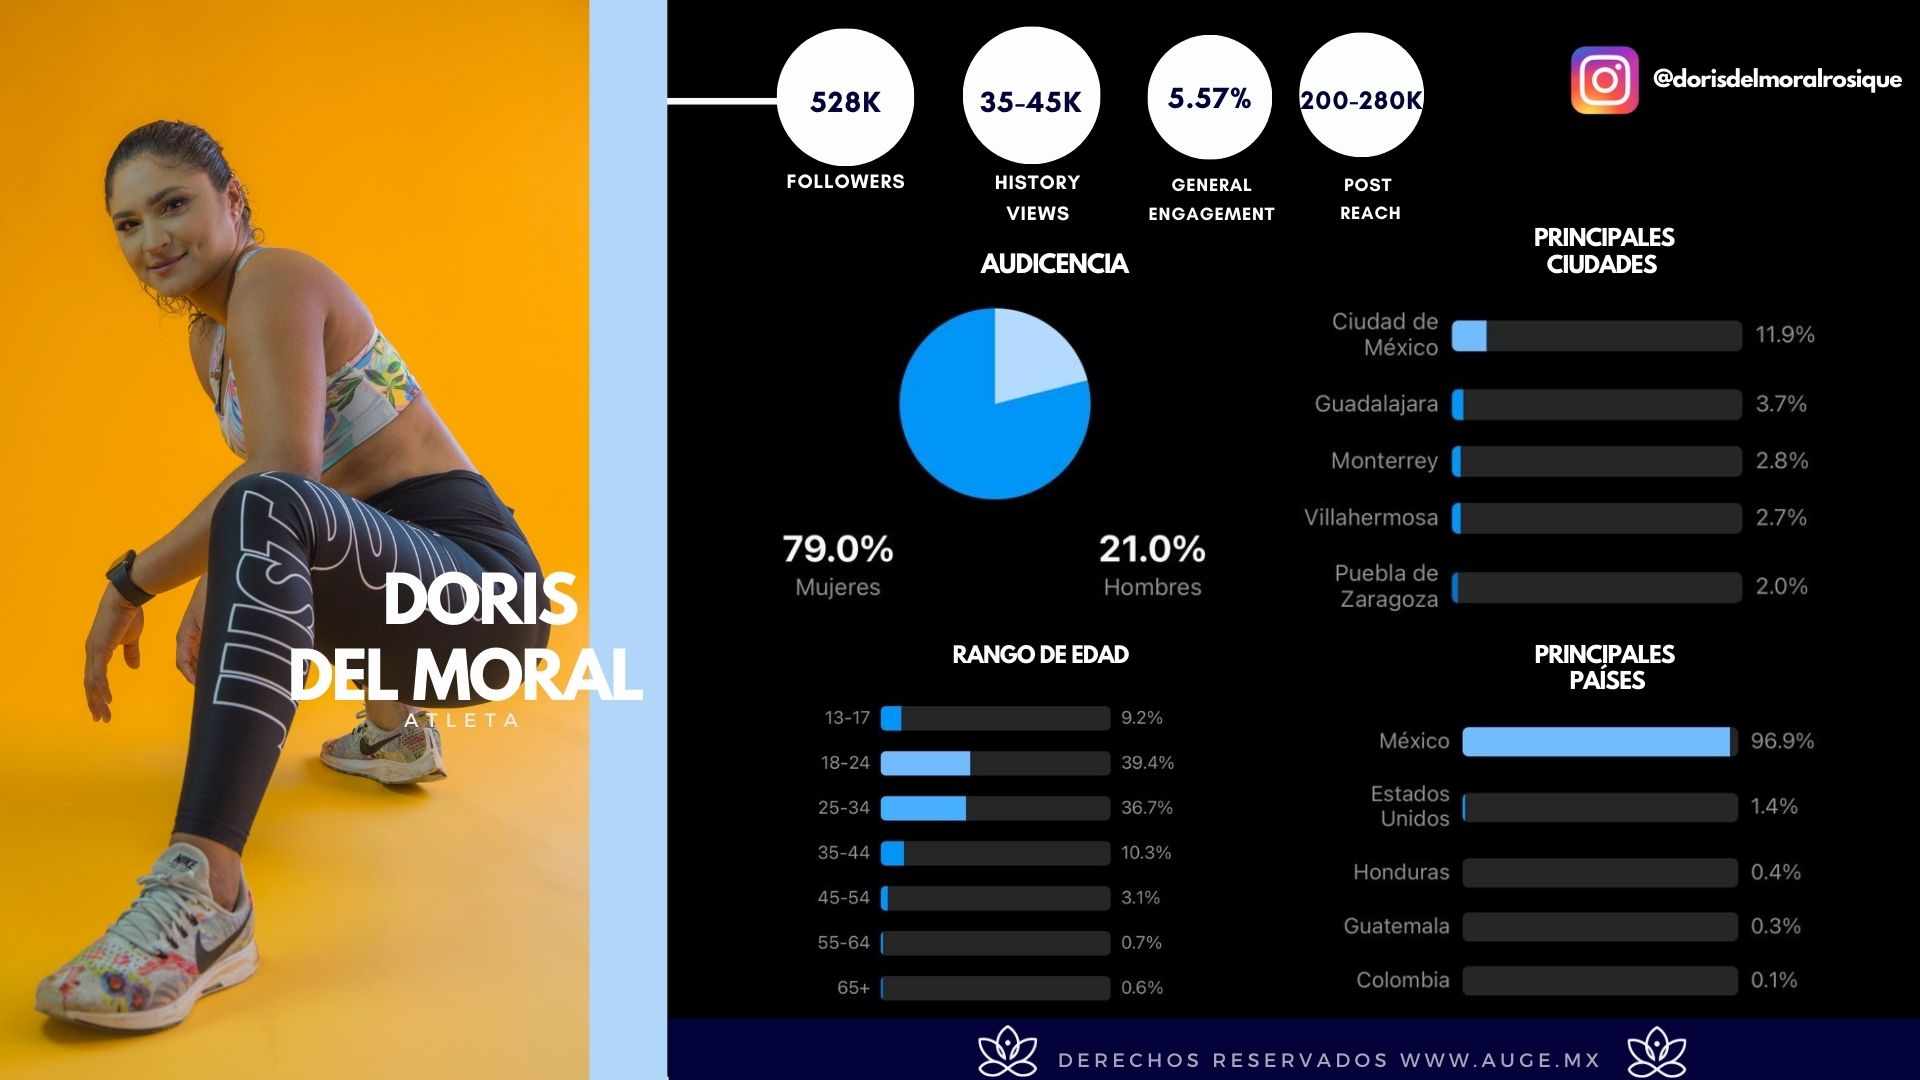 528K
35-45K
5.57%
200-280K
@dorisdelmoralrosique
FOLLOWERS
HISTORY
VIEWS
GENERAL
ENGAGEMENT
POST
REACH
AUDICENCIA
79.0%
Mujeres
21.0%
Hombres
PRINCIPALES
CIUDADES
Ciudad de
México
11.9%
Guadalajara 3.7%
Monterrey 2.8%
Villahermosa 2.7%
Puebla de
Zaragoza
2.0%
JUST
DORIS
DEL MORAL
ATLETA
NIKE
RANGO DE EDAD
13-17 9.2%
18-24 39.4%
25-34 36.7%
35-44 10.3%
45-54 3.1%
55-64 0.7%
65+ 0.6%
PRINCIPALES
PAÍSES
México 96.9%
Estados
Unidos
1.4%
Honduras 0.4%
Guatemala 0.3%
Colombia 0.1%
DERECHOS RESERVADOS WWW.AUGE.MX